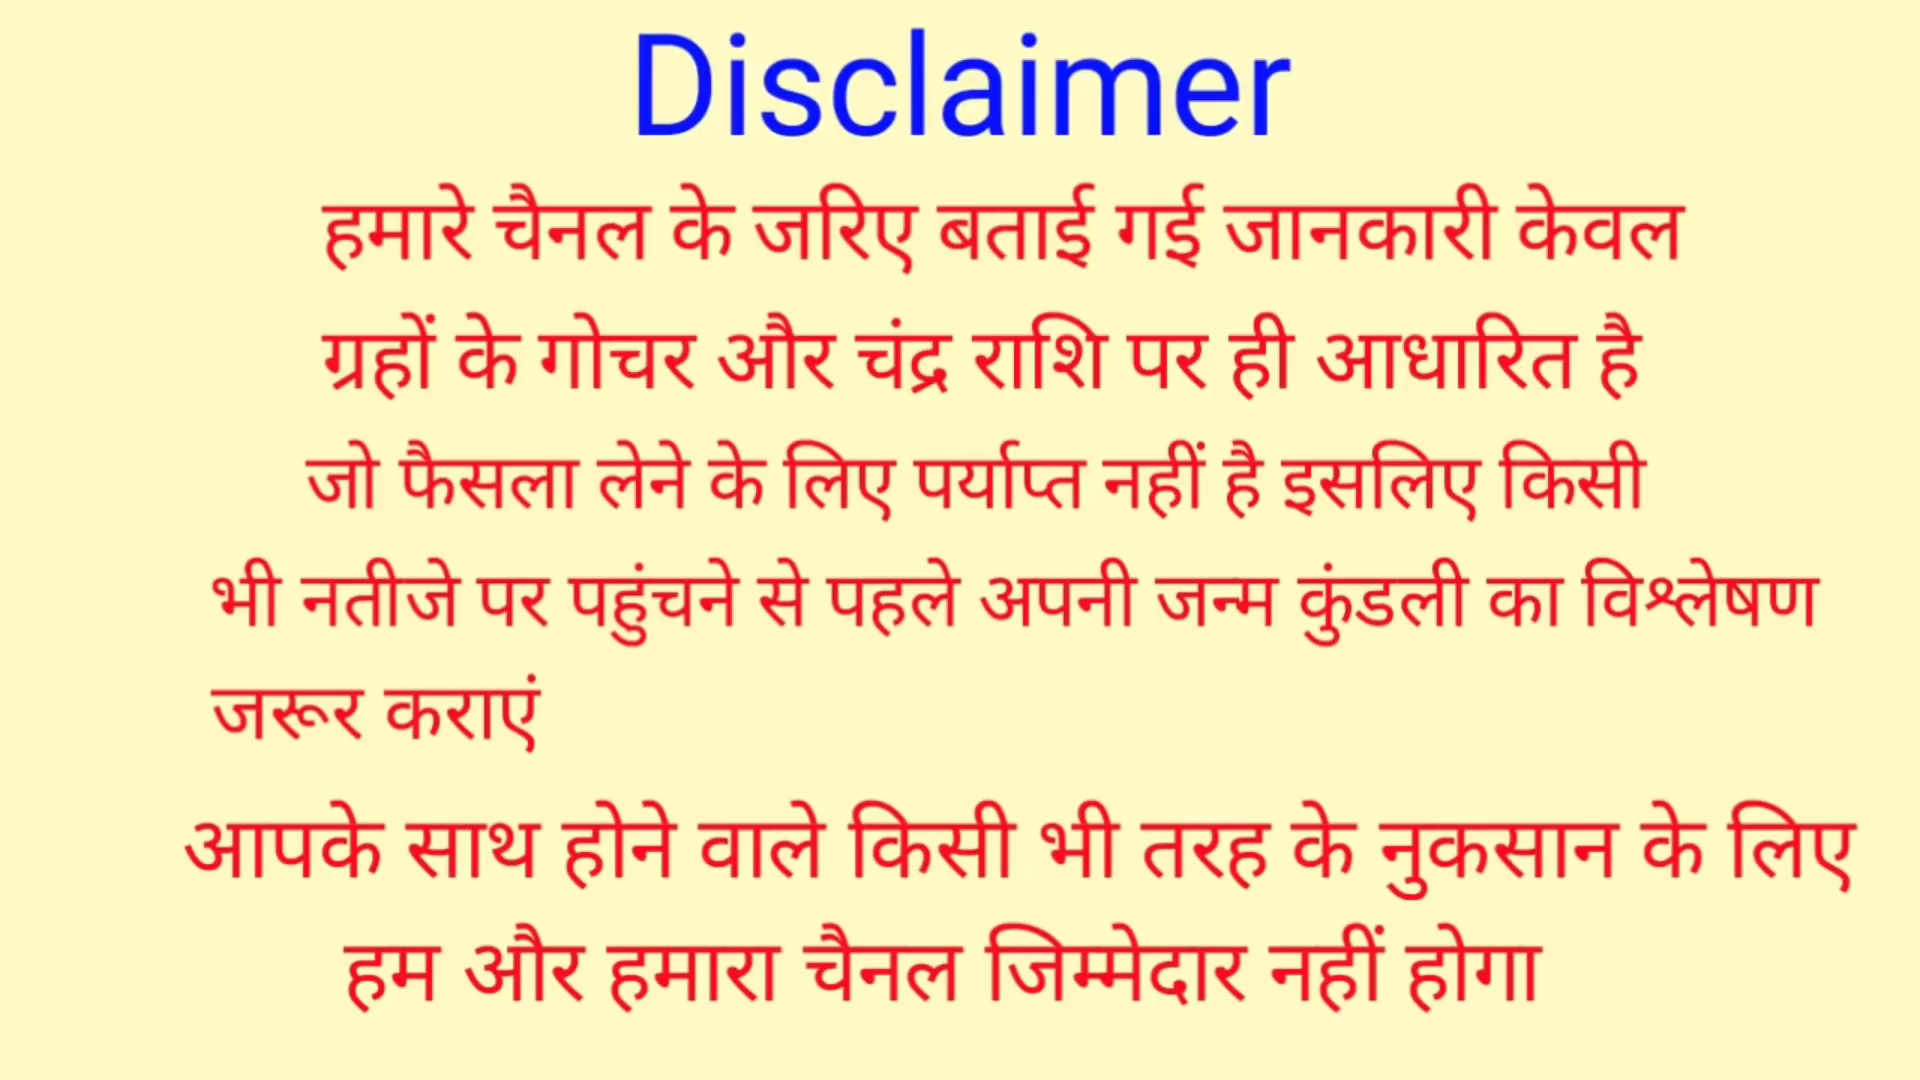 Disclaimer
हमारे चैनल के जरिए बताई गई जानकारी केवल
ग्रहों के गोचर और चंद्र राशि पर ही आधारित है
जो फैसला लेने के लिए पर्याप्त नहीं है इसलिए किसी
भी नतीजे पर पहुंचने से पहले अपनी जन्म कुंडली का विश्लेषण
जरूर कराएं
आपके साथ होने वाले किसी भी तरह के नुकसान के लिए
हम और हमारा चैनल जिम्मेदार नहीं होगा